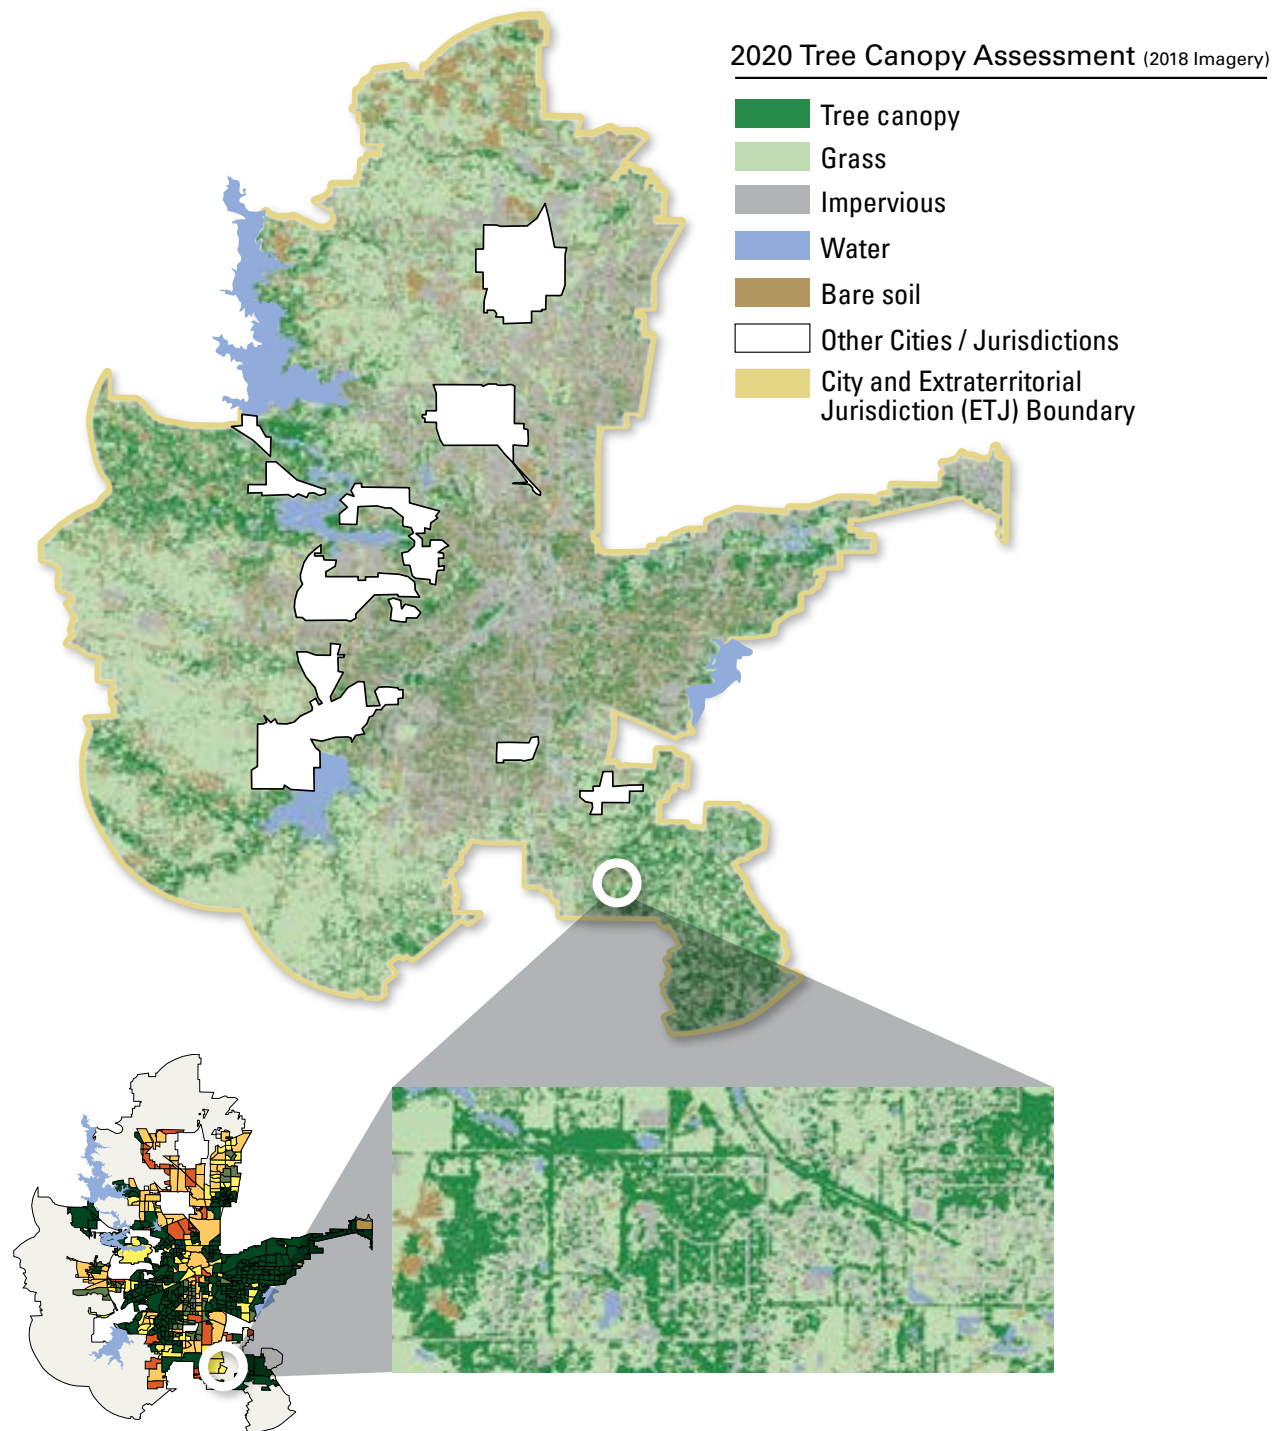 2020 Tree Canopy Assessment (2018 Imagery)
Tree canopy
Grass
Impervious
Water
Bare soil
Other Cities / Jurisdictions
City and Extraterritorial
Jurisdiction (ETJ) Boundary